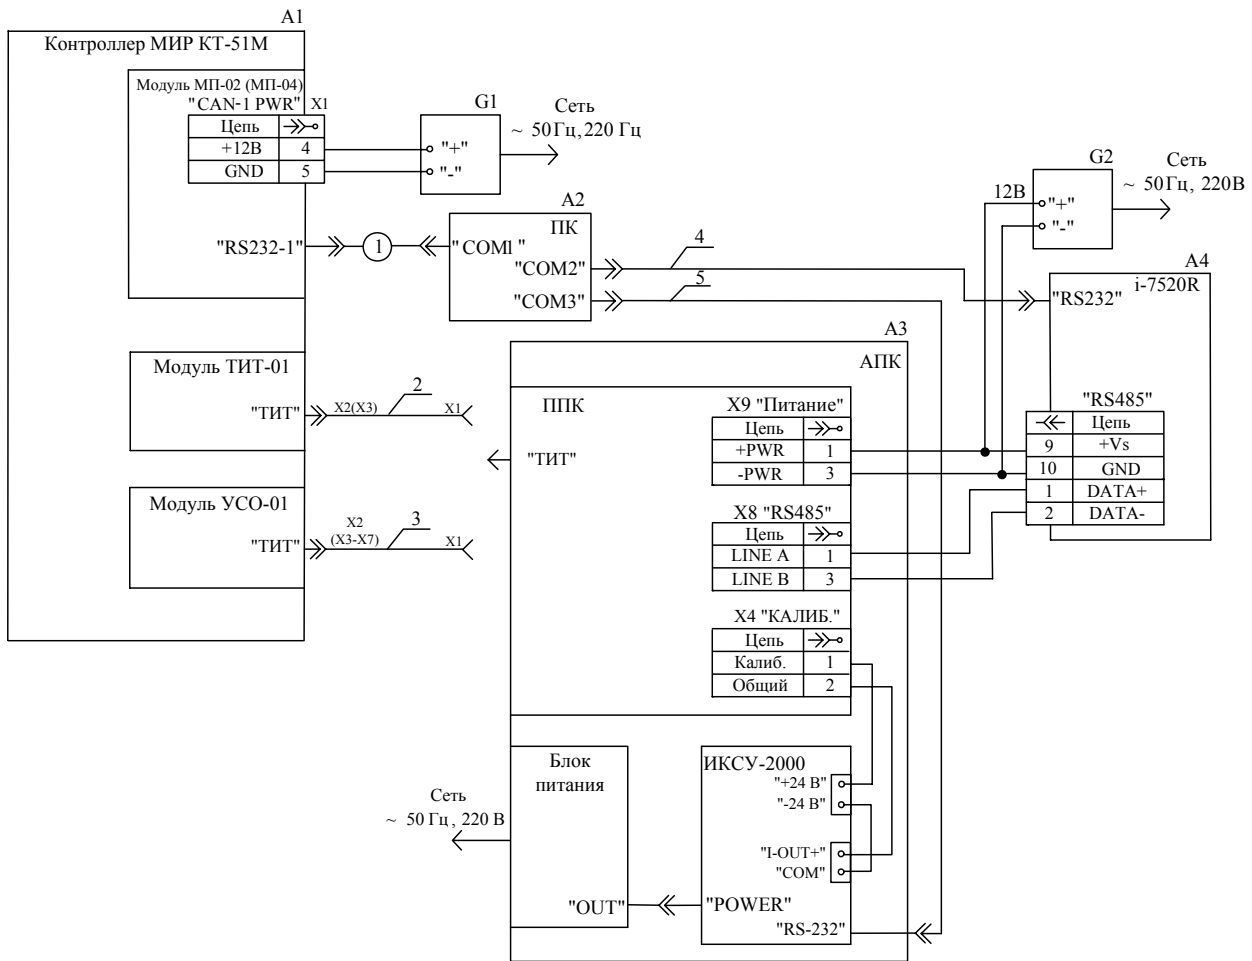 A1
Контроллер МИР КТ-51М
Модуль МП-02 (МП-04)
"CAN-1 PWR" X1
Цепь
+12В 4
GND 5
"RS232-1"
1
G1
"+"
"-"
Сеть
~ 50Гц,220 Гц
A2
ПК
"COM1"
"COM2"
"COM3"
4
5
G2
12В
"+"
"-"
Сеть
~ 50Гц, 220В
A4
i-7520R
"RS232"
"RS485"
Цепь
9 +Vs
10 GND
1 DATA+
2 DATA-
Модуль ТИТ-01
"ТИТ"
X2(X3)
2
X1
Модуль УСО-01
"ТИТ"
X2
(X3-X7)
3
X1
A3
АПК
ППК
"ТИТ"
X9 "Питание"
Цепь
+PWR 1
-PWR 3
X8 "RS485"
Цепь
LINE A 1
LINE B 3
X4 "КАЛИБ."
Цепь
Калиб. 1
Общий 2
Блок
питания
"OUT"
Сеть
~ 50 Гц, 220 В
ИКСУ-2000
"+24 В"
"-24 В"
"I-OUT+"
"COM"
"POWER"
"RS-232"